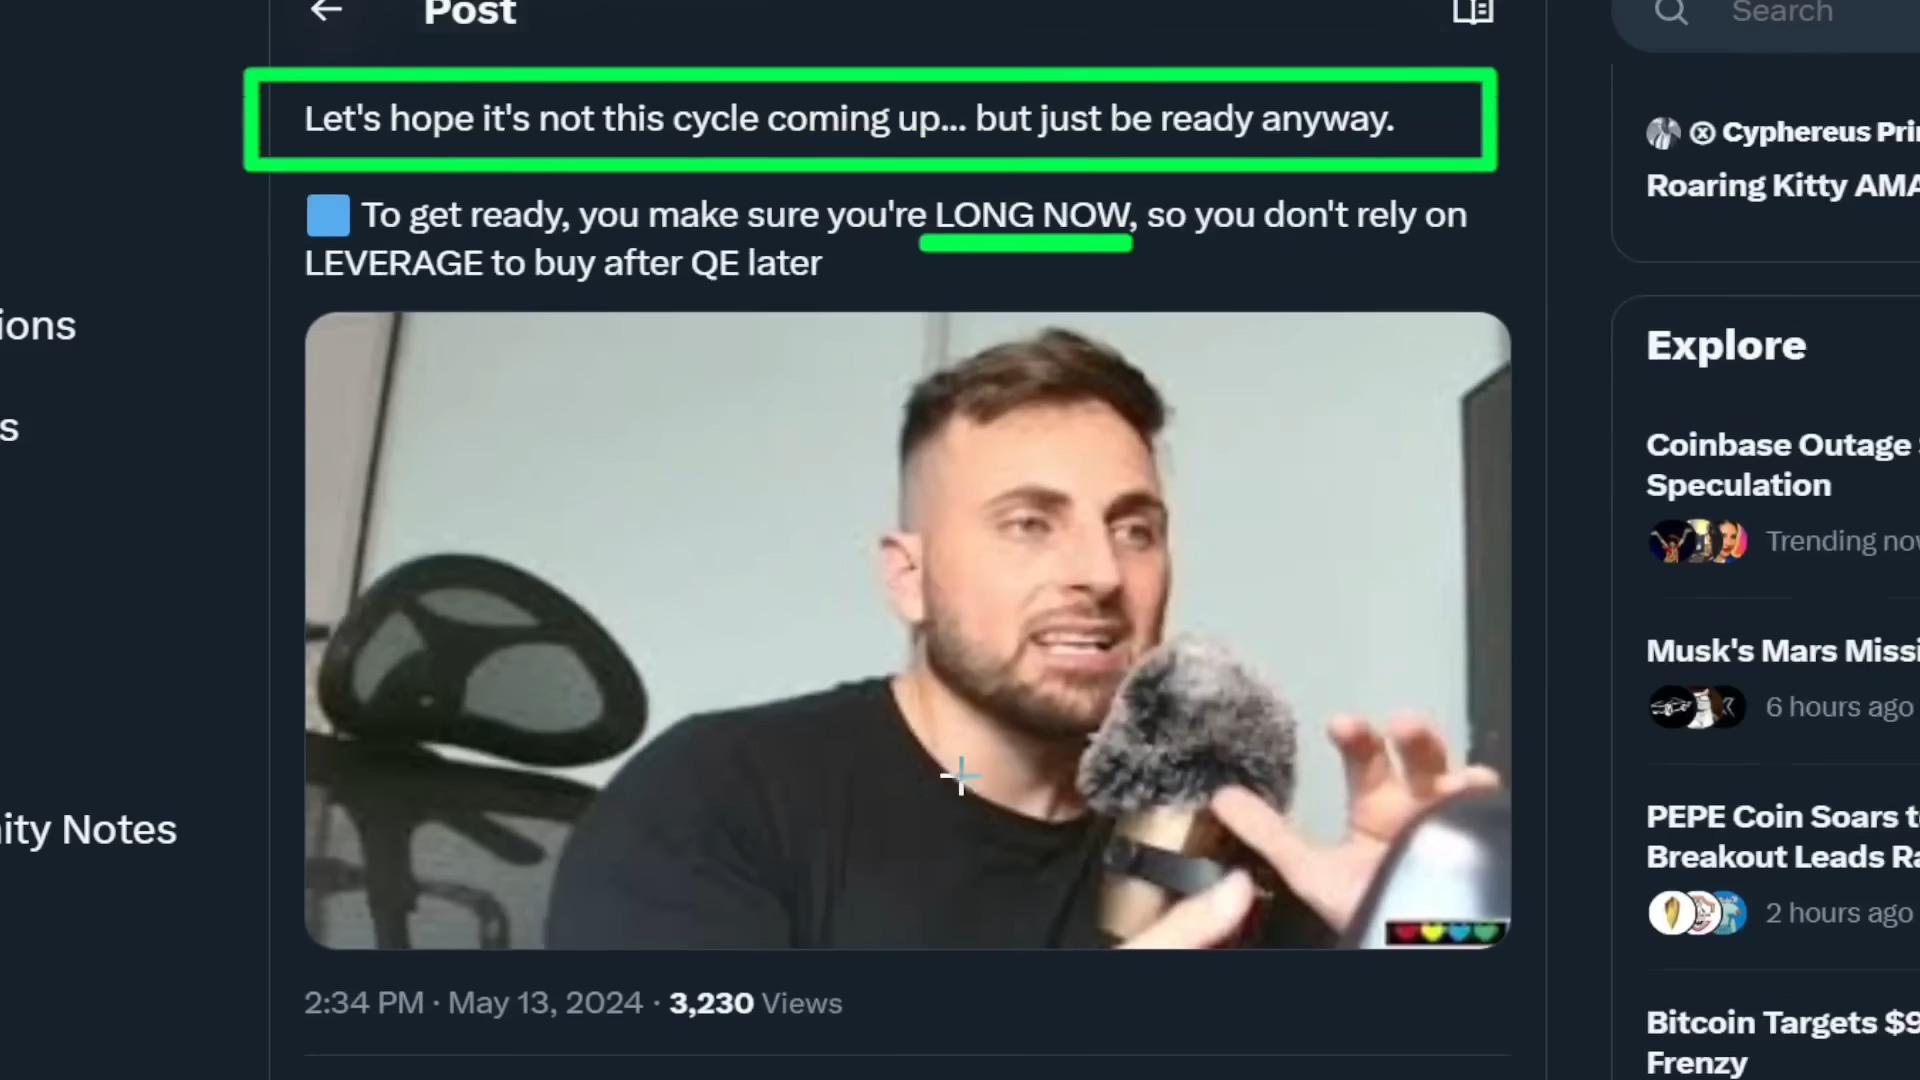 Post
Search
Let's hope it's not this cycle coming up... but just be ready anyway.
To get ready, you make sure you're LONG NOW, so you don't rely on
LEVERAGE to buy after QE later
2:34 PM · May 13, 2024 · 3,230 Views
ions
s
ity Notes
Cyphereus Pri
Roaring Kitty AMA
Explore
Coinbase Outage
Speculation
Trending now
Musk's Mars Missi
6 hours ago
PEPE Coin Soars t
Breakout Leads Ra
2 hours ago
Bitcoin Targets $9
Frenzy